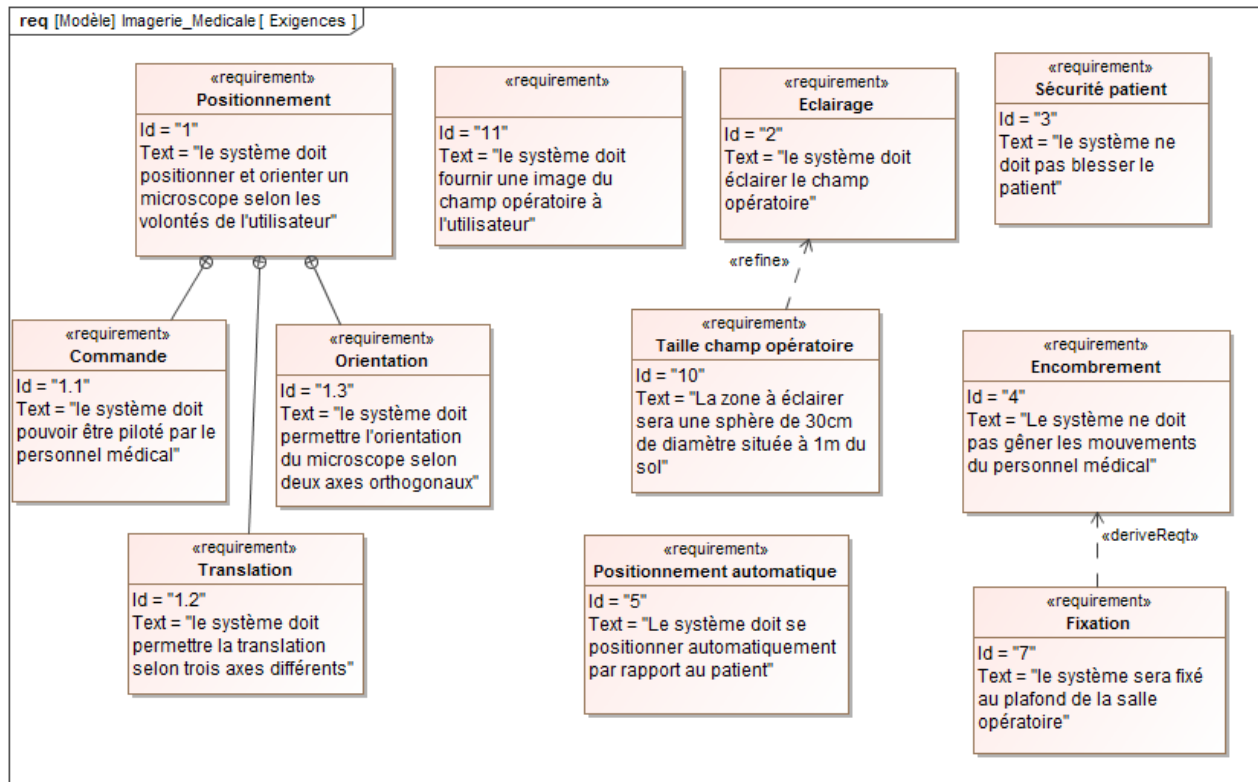 req [Modèle] Imagerie_Medicale [ Exigences ]
«requirement»
Positionnement
Id = "1"
Text = "le système doit
positionner et orienter un
microscope selon les
volontés de l'utilisateur"
«requirement»
Id = "11"
Text = "le système doit
fournir une image du
champ opératoire à
l'utilisateur"
«requirement»
Eclairage
Id = "2"
Text = "le système doit
éclairer le champ
opératoire"
«requirement»
Sécurité patient
Id = "3"
Text = "le système ne
doit pas blesser le
patient"
«refine»
«requirement»
Commande
Id = "1.1"
Text = "le système doit
pouvoir être piloté par le
personnel médical"
«requirement»
Orientation
Id = "1.3"
Text = "le système doit
permettre l'orientation
du microscope selon
deux axes orthogonaux"
«requirement»
Taille champ opératoire
Id = "10"
Text = "La zone à éclairer
sera une sphère de 30cm
de diamètre située à 1m du
sol"
«requirement»
Encombrement
Id = "4"
Text = "Le système ne doit
pas gêner les mouvements
du personnel médical"
«deriveReqt»
«requirement»
Translation
Id = "1.2"
Text = "le système doit
permettre la translation
selon trois axes différents"
«requirement»
Positionnement automatique
Id = "5"
Text = "Le système doit se
positionner automatiquement
par rapport au patient"
«requirement»
Fixation
Id = "7"
Text = "le système sera fixé
au plafond de la salle
opératoire"